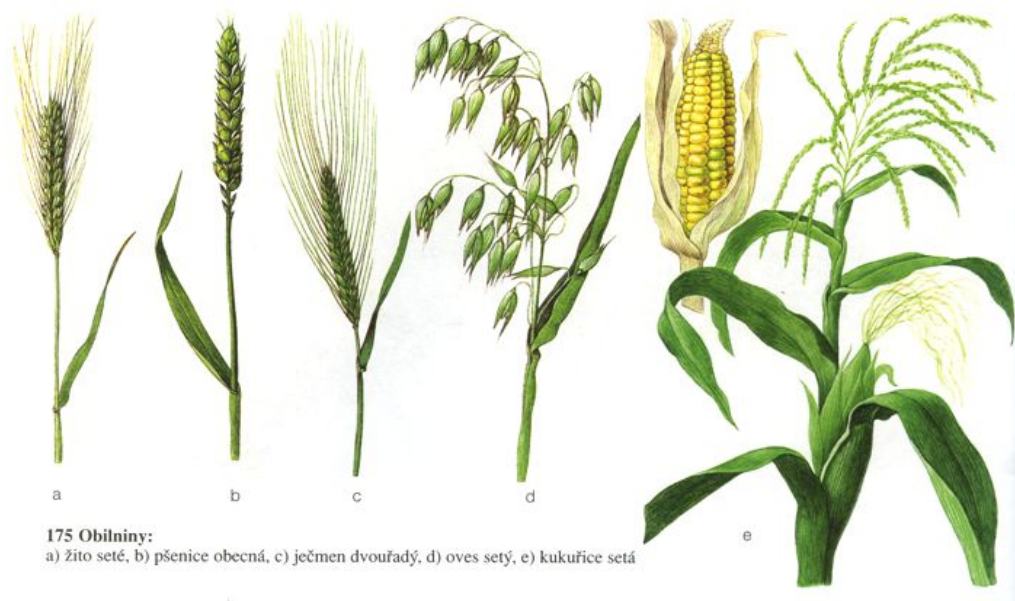 a
b
c
d
e
175 Obilniny:
a) žito seté, b) pšenice obecná, c) ječmen dvouřadý, d) oves setý, e) kukuřice setá